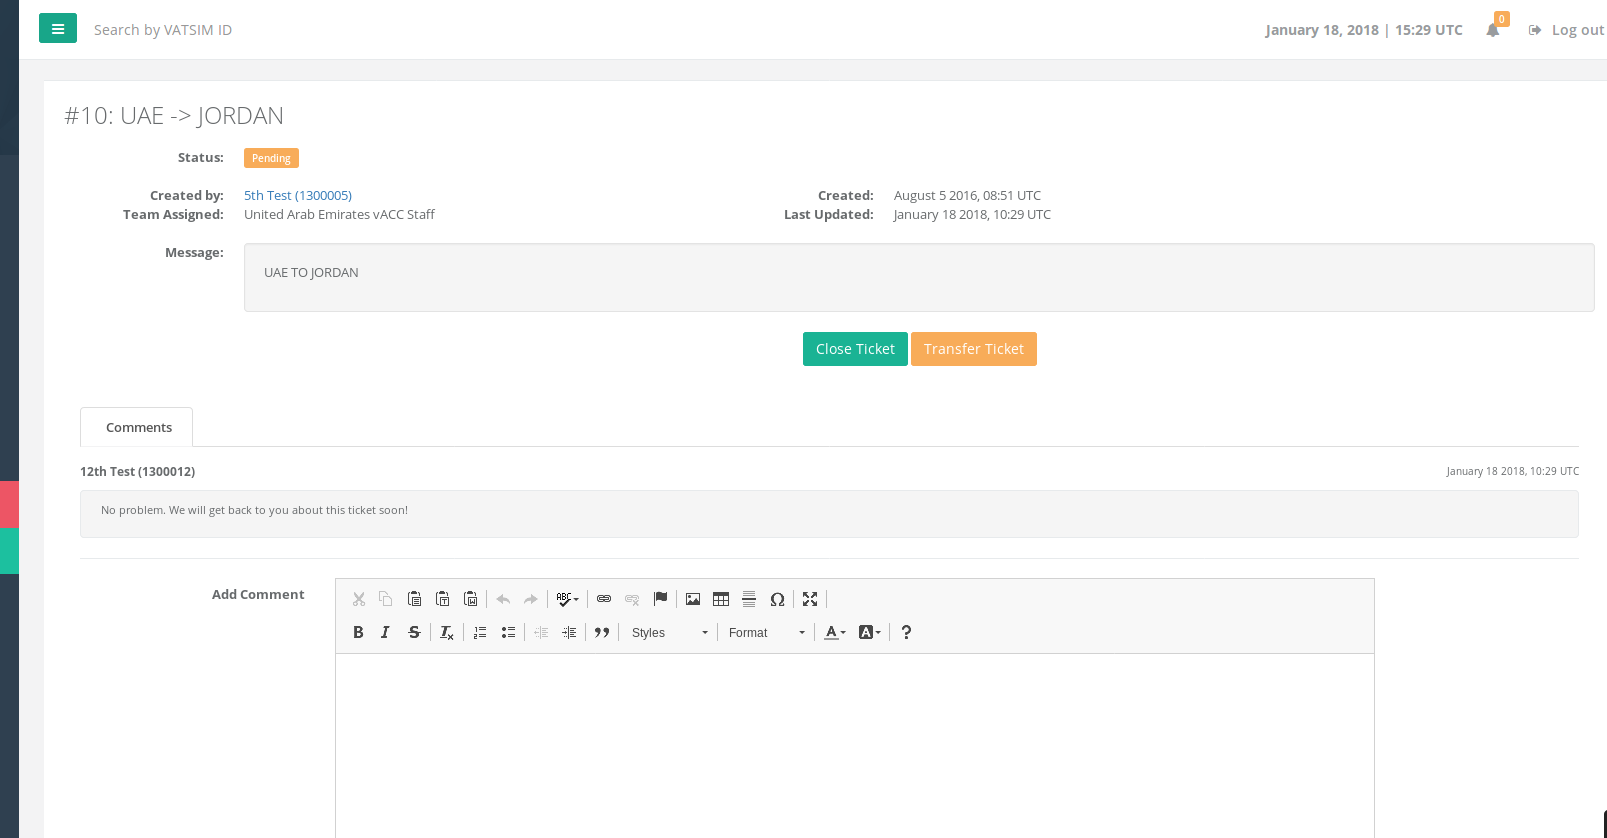 Search by VATSIM ID
January 18, 2018 | 15:29 UTC
0
Log out
#10: UAE -> JORDAN
Status: Pending
Created by: 5th Test (1300005)
Created: August 5 2016, 08:51 UTC
Team Assigned: United Arab Emirates vACC Staff
Last Updated: January 18 2018, 10:29 UTC
Message:
UAE TO JORDAN
Close Ticket
Transfer Ticket
Comments
12th Test (1300012)
January 18 2018, 10:29 UTC
No problem. We will get back to you about this ticket soon!
Add Comment
Styles
Format